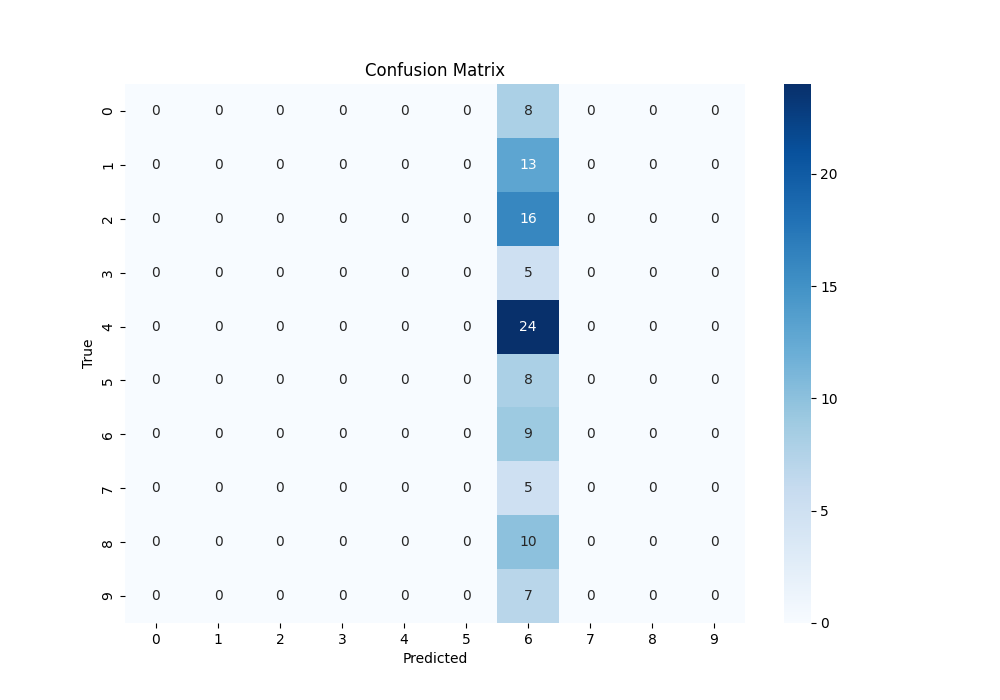 Confusion Matrix
0 0 0 0 0 0 0 8 0 0 0
1 0 0 0 0 0 0 13 0 0 0
2 0 0 0 0 0 0 16 0 0 0
3 0 0 0 0 0 0 5 0 0 0
4 0 0 0 0 0 0 24 0 0 0
5 0 0 0 0 0 0 8 0 0 0
6 0 0 0 0 0 0 9 0 0 0
7 0 0 0 0 0 0 5 0 0 0
8 0 0 0 0 0 0 10 0 0 0
9 0 0 0 0 0 0 7 0 0 0
True
0 1 2 3 4 5 6 7 8 9
Predicted
20
15
10
5
0